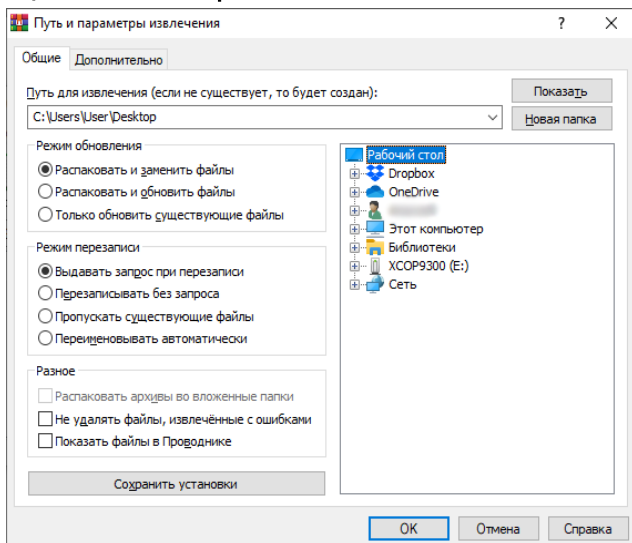 Путь и параметры извлечения
?
Общие
Дополнительно
Путь для извлечения (если не существует, то будет создан):
Показать
C:\Users\User\Desktop
Новая папка
Режим обновления
Распаковать и заменить файлы
Распаковать и обновить файлы
Только обновить существующие файлы
Режим перезаписи
Выдавать запрос при перезаписи
Перезаписывать без запроса
Пропускать существующие файлы
Переименовывать автоматически
Разное
Распаковать архивы во вложенные папки
Не удалять файлы, извлечённые с ошибками
Показать файлы в Проводнике
Сохранить установки
Рабочий стол
Dropbox
OneDrive
Этот компьютер
Библиотеки
XCOP9300 (E:)
Сеть
OK
Отмена
Справка